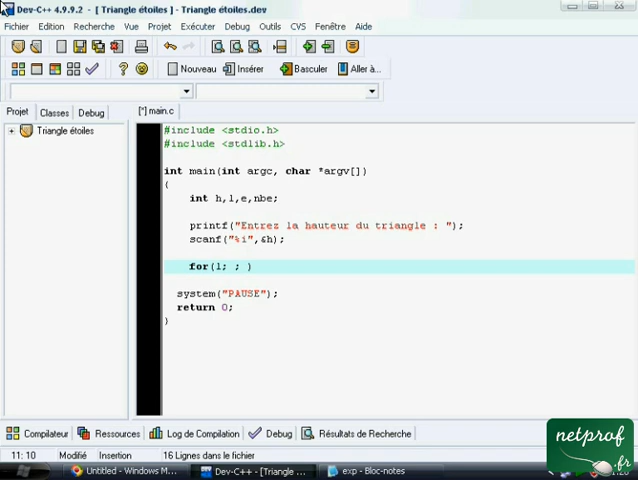 Dev-C++ 4.9.9.2 - [ Triangle étoiles ] - Triangle étoiles.dev
Fichier Edition Recherche Vue Projet Exécuter Debug Outils CVS Fenêtre Aide
Nouveau Insérer Basculer Aller à...
Projet Classes Debug [*] main.c
Triangle étoiles
#include <stdio.h>
#include <stdlib.h>
int main(int argc, char *argv[])
{
int h,l,e,nbe;
printf("Entrez la hauteur du triangle : ");
scanf("%i",&h);
for(l; ; )
system("PAUSE");
return 0;
}
Compilateur Ressources Log de Compilation Debug Résultats de Recherche
11: 10 Modifié Insertion 16 Lignes dans le fichier
Untitled - Windows M... Dev-C++ - [Triangle ... exp - Bloc-notes
netprof
.fr